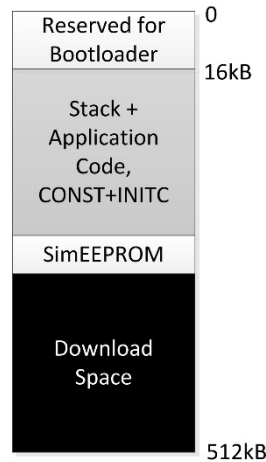 0
Reserved for
Bootloader
16kB
Stack +
Application
Code,
CONST+INITC
SimEEPROM
Download
Space
512kB